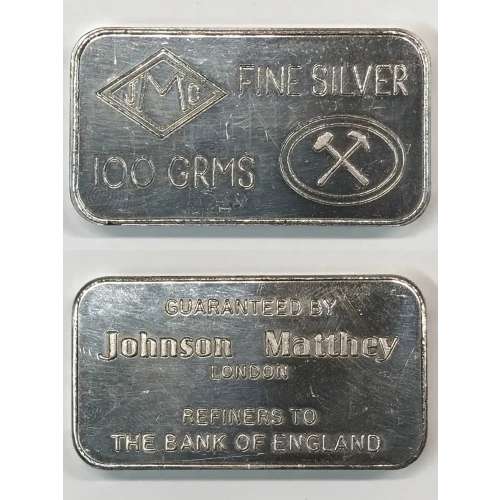 JMC FINE SILVER
100 GRMS
GUARANTEED BY
Johnson Matthey
LONDON
REFINERS TO
THE BANK OF ENGLAND